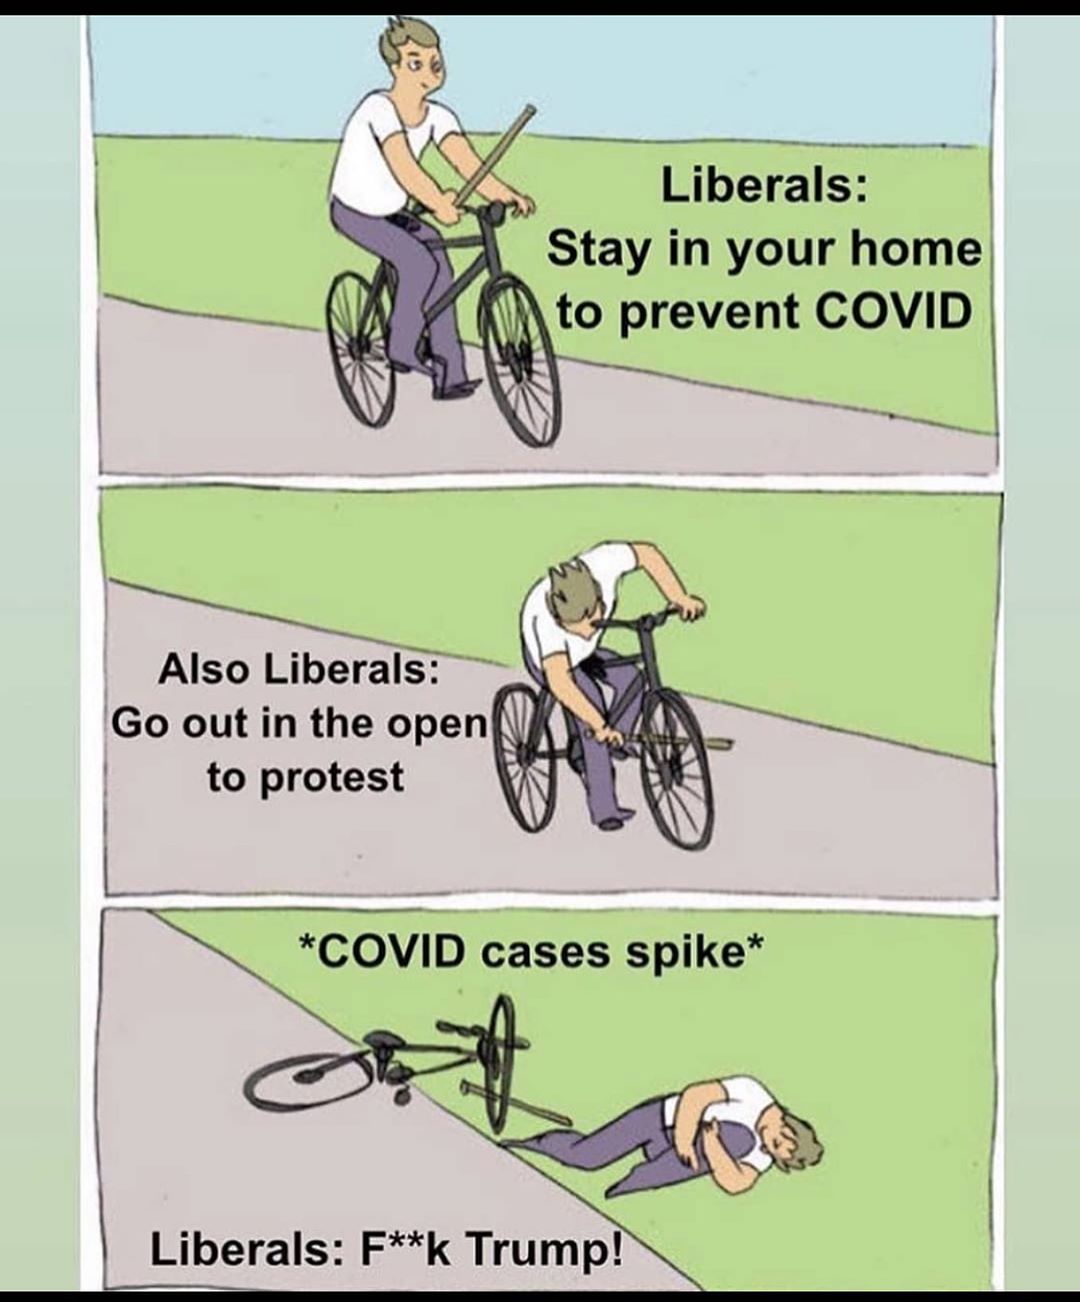 Liberals:
Stay in your home
to prevent COVID
Also Liberals:
Go out in the open
to protest
*COVID cases spike*
Liberals: F**k Trump!